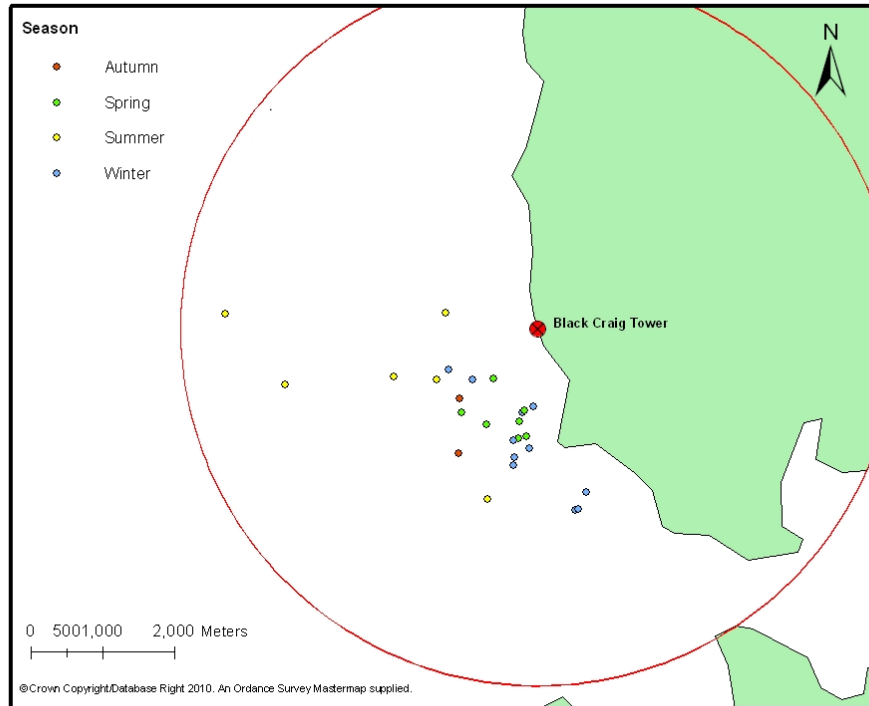 Season
Autumn
Spring
Summer
Winter
N
Black Craig Tower
0 5001,000 2,000 Meters
©Crown Copyright/Database Right 2010. An Ordance Survey Mastermap supplied.